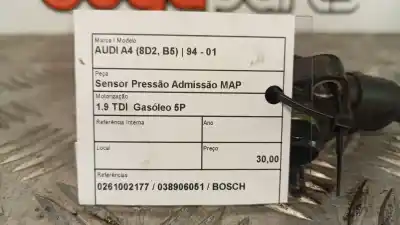 parts
Marca / Modelo
AUDI A4 (8D2, B5) | 94 - 01
Peça
Sensor Pressão Admissão MAP
Motorização
1.9 TDI Gasóleo 5P
Referência Interna
Ano
Local
Preço
30,00
Referências
0261002177 / 038906051 / BOSCH